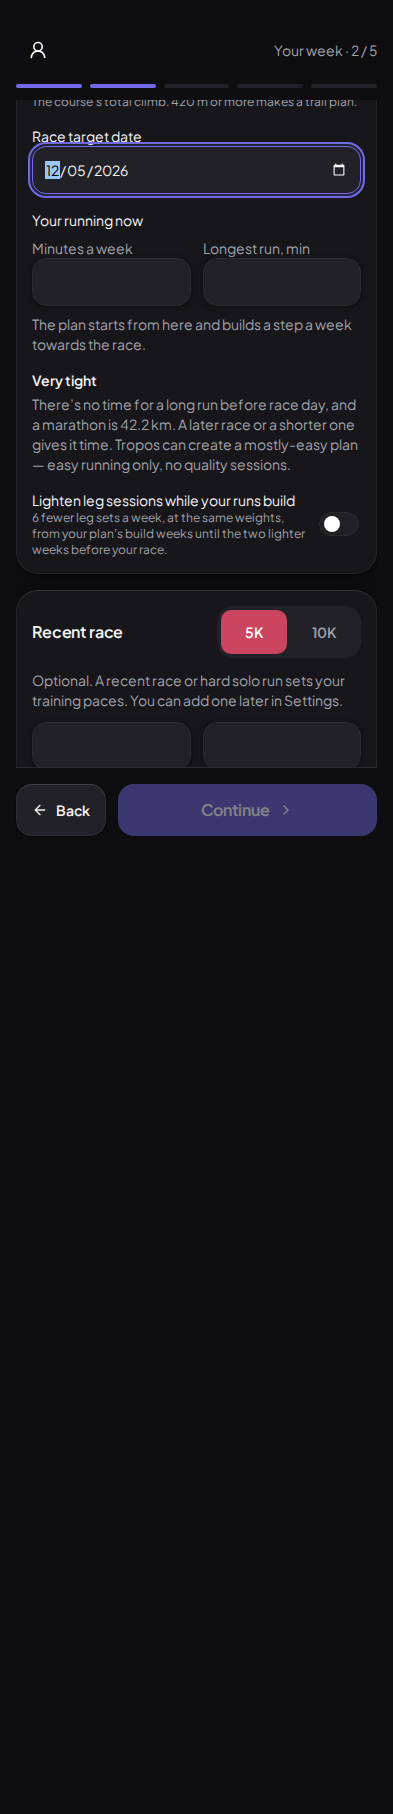 Your week · 2 / 5
The course's total climb. 420 m or more makes a trail plan.
Race target date
12/05/2026
Your running now
Minutes a week
Longest run, min
The plan starts from here and builds a step a week
towards the race.
Very tight
There's no time for a long run before race day, and
a marathon is 42.2 km. A later race or a shorter one
gives it time. Tropos can create a mostly-easy plan
— easy running only, no quality sessions.
Lighten leg sessions while your runs build
6 fewer leg sets a week, at the same weights,
from your plan's build weeks until the two lighter
weeks before your race.
Recent race
5K
10K
Optional. A recent race or hard solo run sets your
training paces. You can add one later in Settings.
Back
Continue